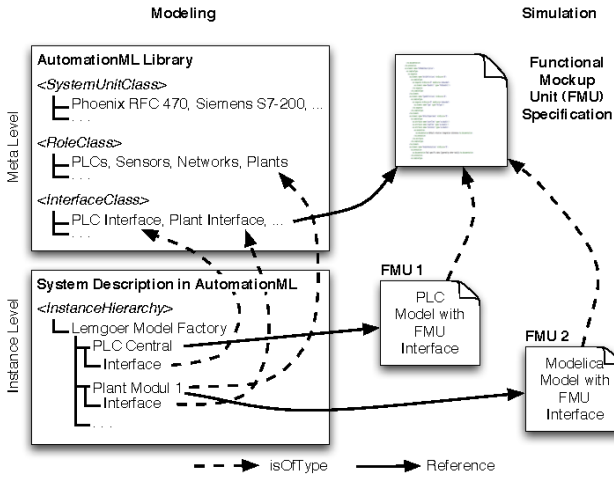 Modeling
Simulation
Meta Level
AutomationML Library
<SystemUnitClass>
Phoenix RFC 470, Siemens S7-200, ...
. . .
<RoleClass>
PLCs, Sensors, Networks, Plants
. . .
<InterfaceClass>
PLC Interface, Plant Interface, ...
. . .
Functional
Mockup
Unit (FMU)
Specification
Instance Level
System Description in AutomationML
<InstanceHierarchy>
Lemgoer Model Factory
PLC Central
Interface
Plant Modul 1
Interface
. . .
FMU 1
PLC
Model with
FMU
Interface
FMU 2
Modelica
Model with
FMU
Interface
isOfType
Reference